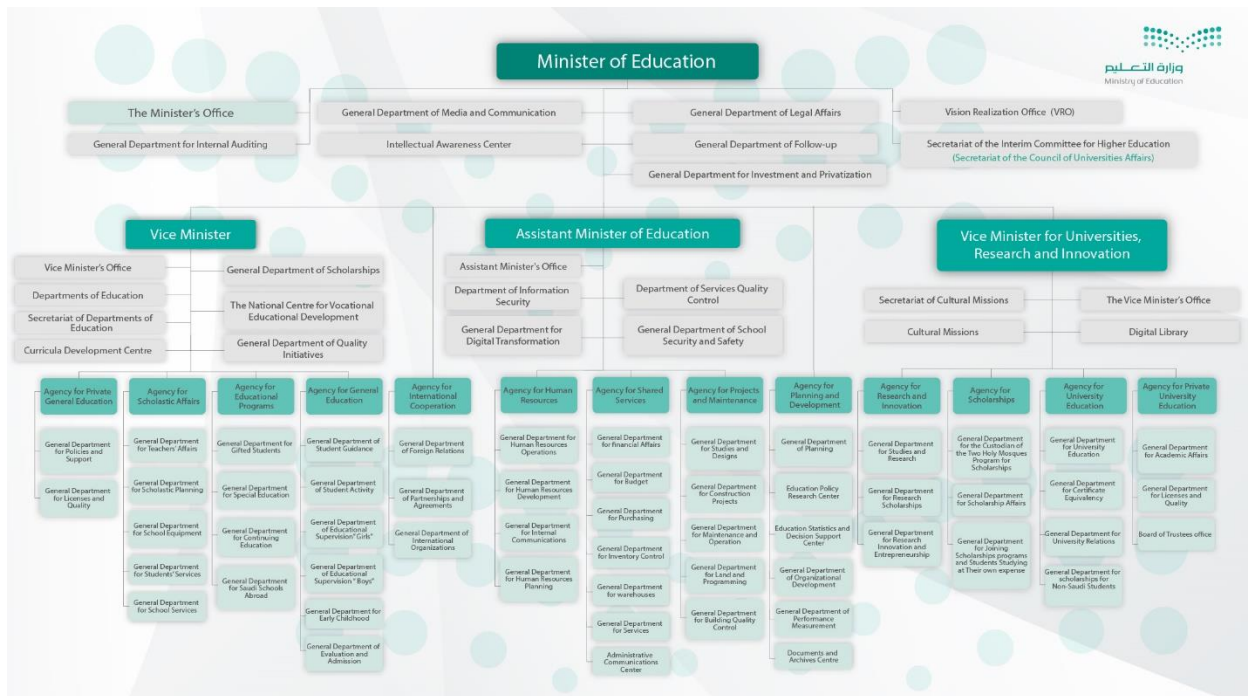 Minister of Education
وزارة التعليم
Ministry of Education
The Minister's Office
General Department of Media and Communication
General Department of Legal Affairs
Vision Realization Office (VRO)
General Department for Internal Auditing
Intellectual Awareness Center
General Department of Follow-up
Secretariat of the Interim Committee for Higher Education
(Secretariat of the Council of Universities Affairs)
General Department for Investment and Privatization
Vice Minister
Vice Minister's Office
General Department of Scholarships
Departments of Education
The National Centre for Vocational
Educational Development
Secretariat of Departments of
Education
Curricula Development Centre
General Department of Quality
Initiatives
Assistant Minister of Education
Assistant Minister's Office
Department of Information
Security
Department of Services Quality
Control
General Department for
Digital Transformation
General Department of School
Security and Safety
Vice Minister for Universities,
Research and Innovation
Secretariat of Cultural Missions
The Vice Minister's Office
Cultural Missions
Digital Library
Agency for Private
General Education
General Department
for Policies and
Support
General Department
for Licenses and
Quality
Agency for
Scholastic Affairs
General Department
for Teachers' Affairs
General Department
for Scholastic Planning
General Department
for School Equipment
General Department
for Students' Services
General Department
for School Services
Agency for
Educational
Programs
General Department for
Gifted Students
General Department
for Special Education
General Department
for Continuing
Education
General Department
for Saudi Schools
Abroad
Agency for General
Education
General Department of
Student Guidance
General Department
of Student Activity
General Department
of Educational
Supervision" Girls"
General Department
of Educational
Supervision " Boys"
General Department for
Early Childhood
General Department of
Evaluation and
Admission
Agency for
International
Cooperation
General Department
of Foreign Relations
General Department
of Partnerships and
Agreements
General Department of
International
Organizations
Agency for Human
Resources
General Department for
Human Resources
Operations
General Department
for Human Resources
Development
General Department
for Internal
Communications
General Department
for Human Resources
Planning
Agency for Shared
Services
General Department
for financial Affairs
General Department
for Budget
General Department
for Purchasing
General Department
for Inventory Control
General Department
for warehouses
General Department
for Services
Administrative
Communications
Center
Agency for Projects
and Maintenance
General Department
for Studies and
Designs
General Department
for Construction
Projects
General Department
for Maintenance and
Operation
General Department
for Land and
Programming
General Department
for Building Quality
Control
Agency for
Planning and
Development
General Department
of Planning
Education Policy
Research Center
Education Statistics and
Decision Support
Center
General Department
of Organizational
Development
General Department of
Performance
Measurement
Documents and
Archives Centre
Agency for
Research and
Innovation
General Department
for Studies and
Research
General Department
for Research
Scholarships
General Department
for Research
Innovation and
Entrepreneurship
Agency for
Scholarships
General Department
for the Custodian of
the Two Holy Mosques
Program for
Scholarships
General Department
for Scholarship Affairs
General Department
for Joining
Scholarships programs
and Students Studying
at Their own expense
Agency for
University
Education
General Department
for University
Education
General Department
for Certificate
Equivalency
General Department for
University Relations
General Department for
scholarships for
Non-Saudi Students
Agency for Private
University
Education
General Department
for Academic Affairs
General Department
for Licenses and
Quality
Board of Trustees office